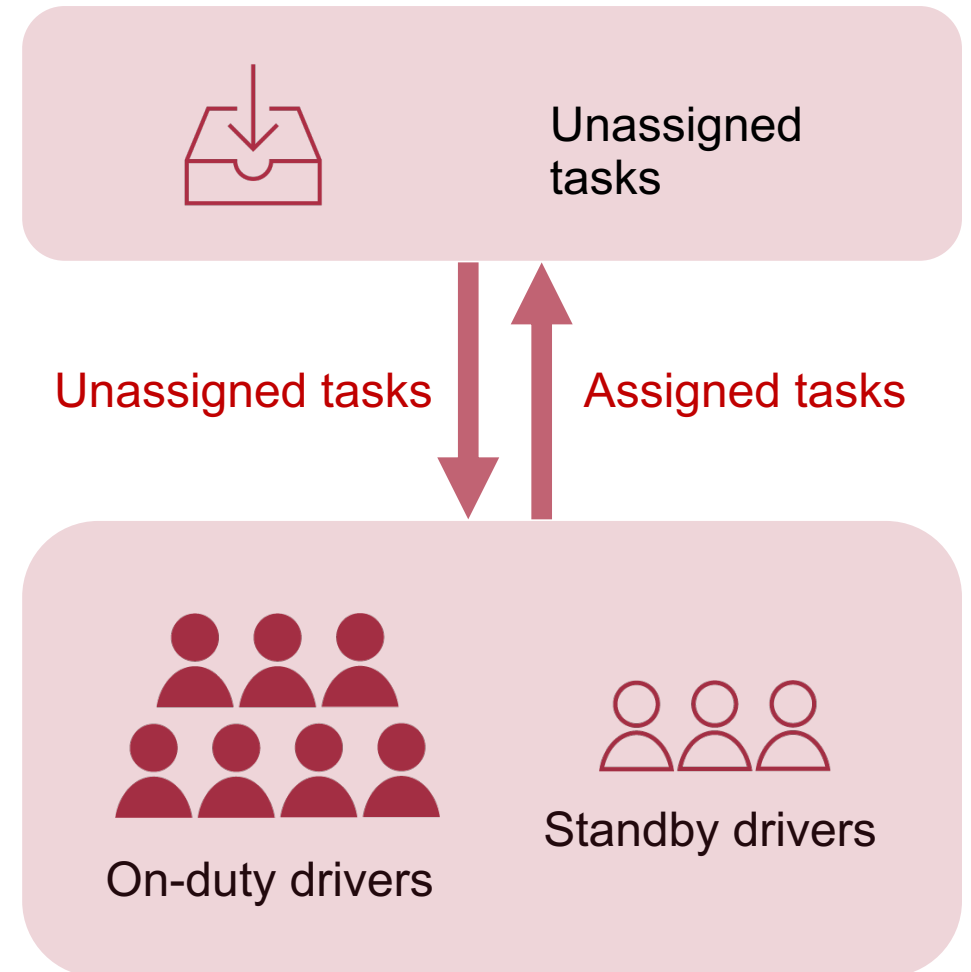 Unassigned
tasks
Unassigned tasks
Assigned tasks
Standby drivers
On-duty drivers